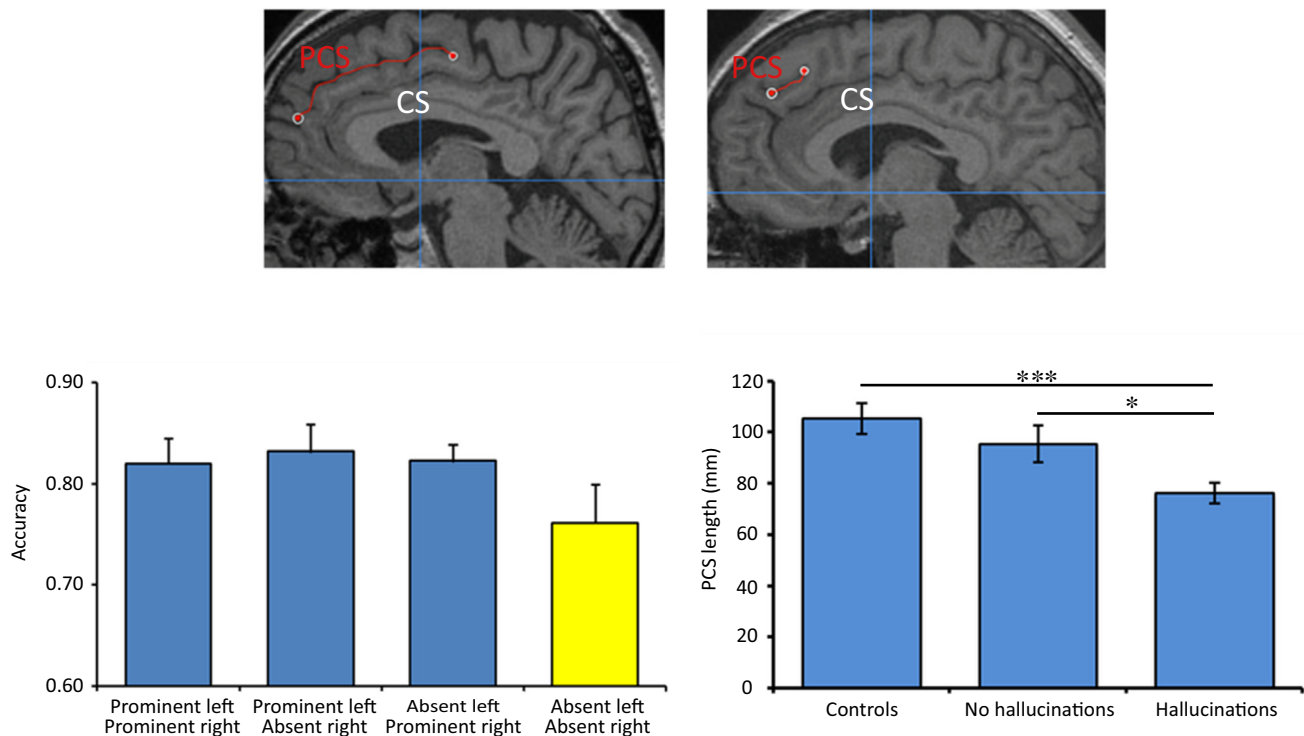 PCS
CS
PCS
CS
0.90
0.80
0.70
0.60
Accuracy
Prominent left
Prominent right
Prominent left
Absent right
Absent left
Prominent right
Absent left
Absent right
120
100
80
60
40
20
0
PCS length (mm)
***
*
Controls
No hallucinations
Hallucinations